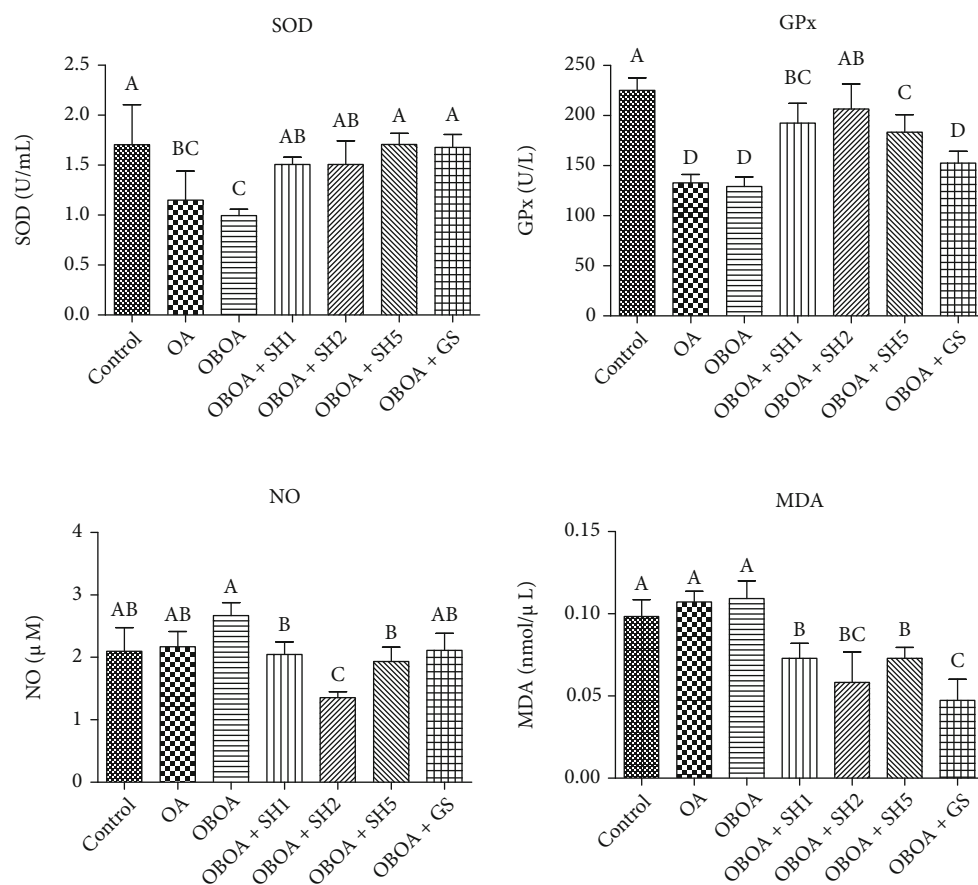 SOD
SOD (U/mL)
2.5
2.0
1.5
1.0
0.5
0.0
A
BC
C
AB
AB
A
A
Control
OA
OBOA
OBOA + SH1
OBOA + SH2
OBOA + SH5
OBOA + GS
GPx
GPx (U/L)
250
200
150
100
50
0
A
D
D
BC
AB
C
D
Control
OA
OBOA
OBOA + SH1
OBOA + SH2
OBOA + SH5
OBOA + GS
NO
NO (μ M)
4
3
2
1
0
AB
AB
A
B
C
B
AB
Control
OA
OBOA
OBOA + SH1
OBOA + SH2
OBOA + SH5
OBOA + GS
MDA
MDA (nmol/μ L)
0.15
0.10
0.05
0.00
A
A
A
B
BC
B
C
Control
OA
OBOA
OBOA + SH1
OBOA + SH2
OBOA + SH5
OBOA + GS